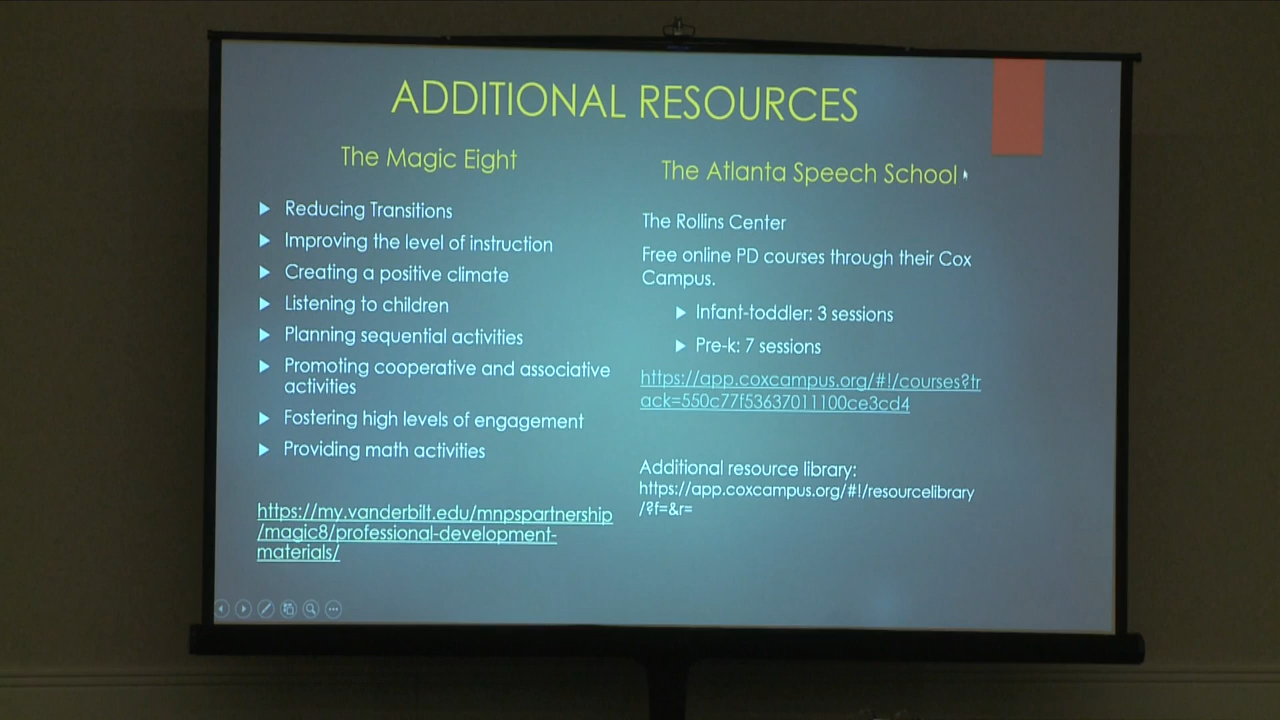 ADDITIONAL RESOURCES
The Magic Eight
Reducing Transitions
Improving the level of instruction
Creating a positive climate
Listening to children
Planning sequential activities
Promoting cooperative and associative
activities
Fostering high levels of engagement
Providing math activities
https://my.vanderbilt.edu/mnpspartnership
/magic8/professional-development-
materials/
The Atlanta Speech School
The Rollins Center
Free online PD courses through their Cox
Campus.
Infant-toddler: 3 sessions
Pre-k: 7 sessions
https://app.coxcampus.org/#!/courses?tr
ack=550c77f53637011100ce3cd4
Additional resource library:
https://app.coxcampus.org/#!/resourcelibrary
/?f=&r=